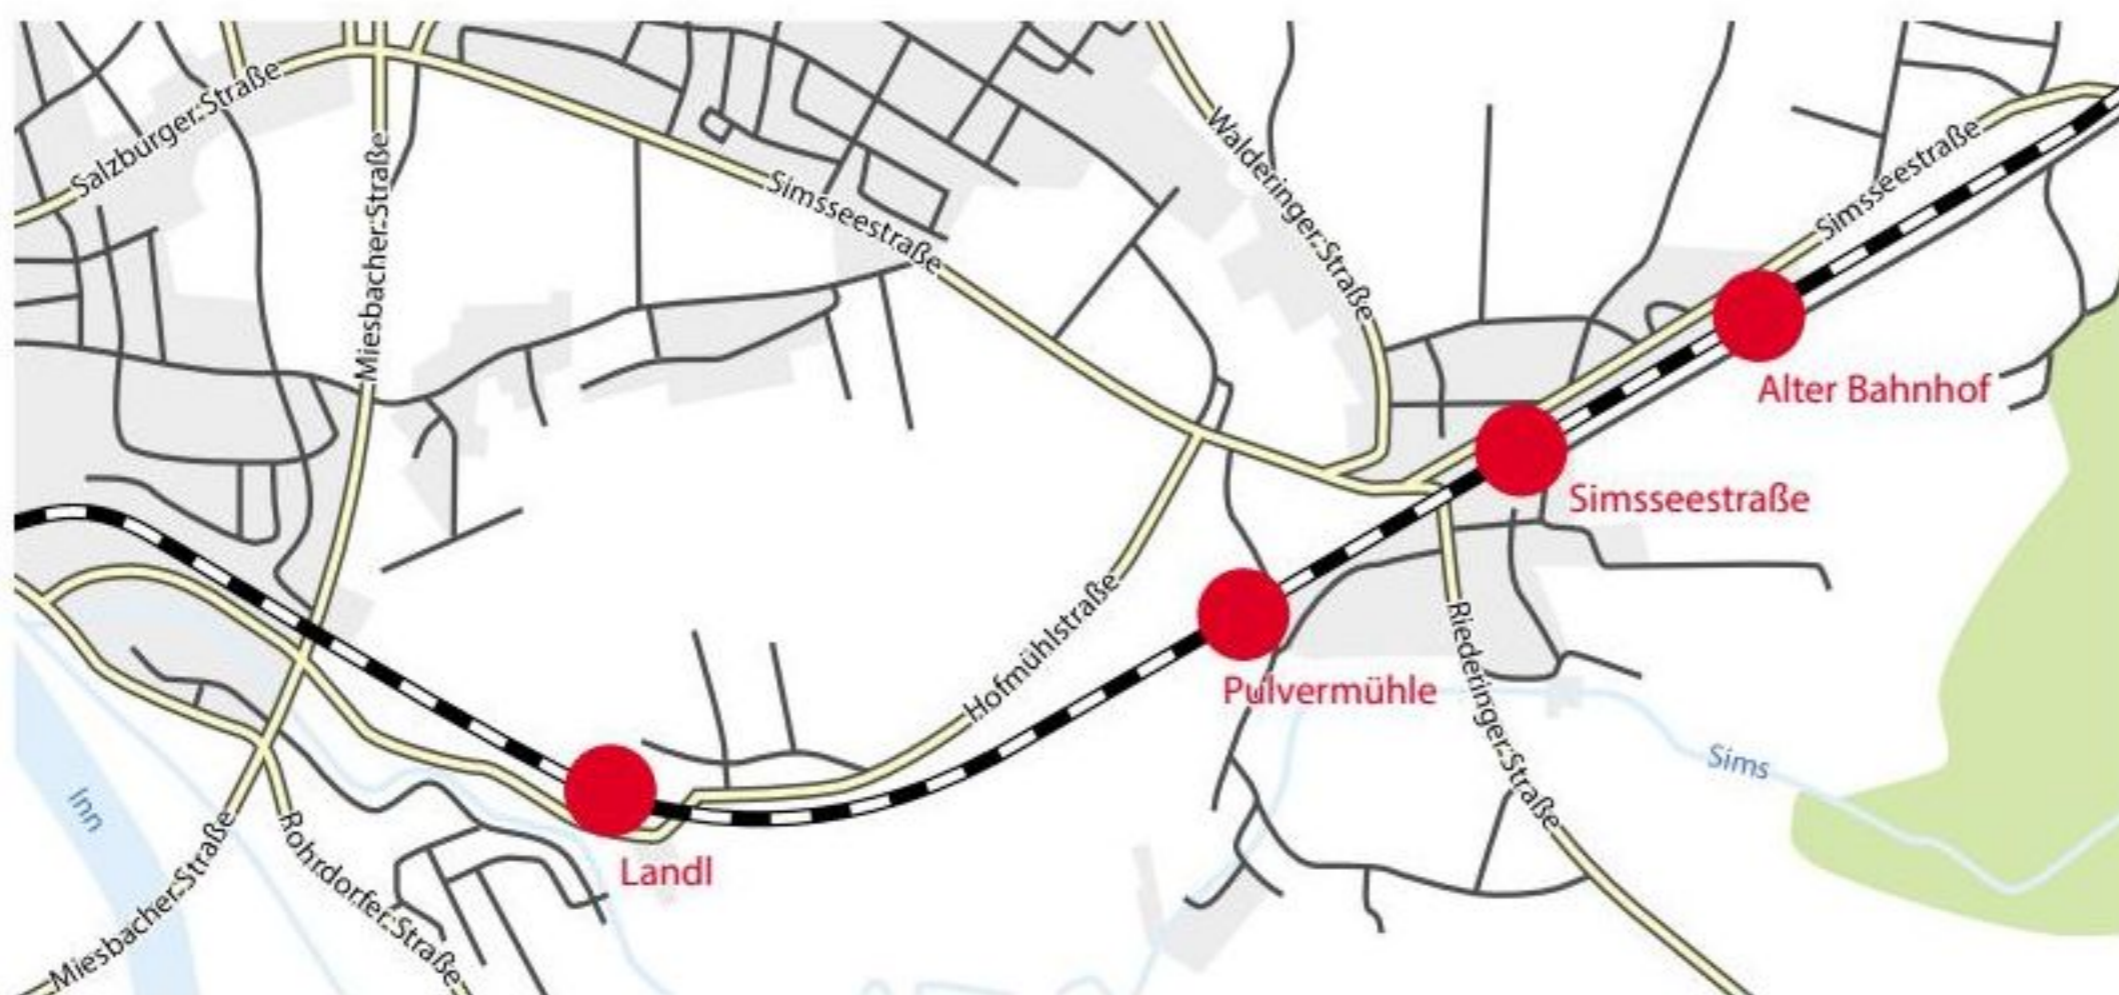 Salzburger Straße
Miesbacher Straße
Simsseestraße
Walderinger Straße
Simsseestraße
Alter Bahnhof
Simsseestraße
Hofmühlstraße
Pulvermühle
Riederinger Straße
Sims
Landl
Inn
Miesbacher Straße
Rohrdorfer Straße